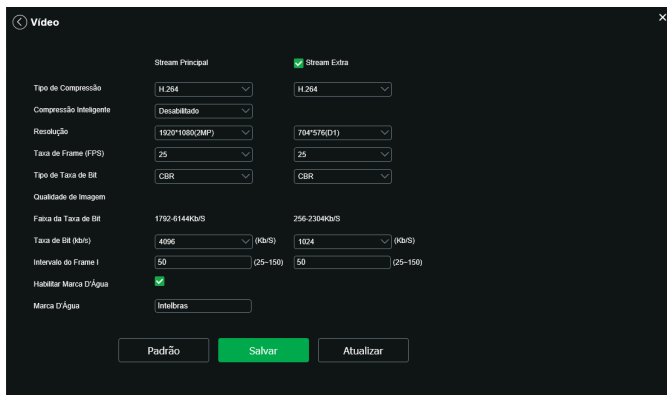 Vídeo
Stream Principal Stream Extra
Tipo de Compressão H.264 H.264
Compressão Inteligente Desabilitado
Resolução 1920*1080(2MP) 704*576(D1)
Taxa de Frame (FPS) 25 25
Tipo de Taxa de Bit CBR CBR
Qualidade de Imagem
Faixa da Taxa de Bit 1792-6144Kb/S 256-2304Kb/S
Taxa de Bit (kb/s) 4096 (Kb/S) 1024 (Kb/S)
Intervalo do Frame I 50 (25~150) 50 (25~150)
Habilitar Marca D'Água
Marca D'Água Intelbras
Padrão Salvar Atualizar